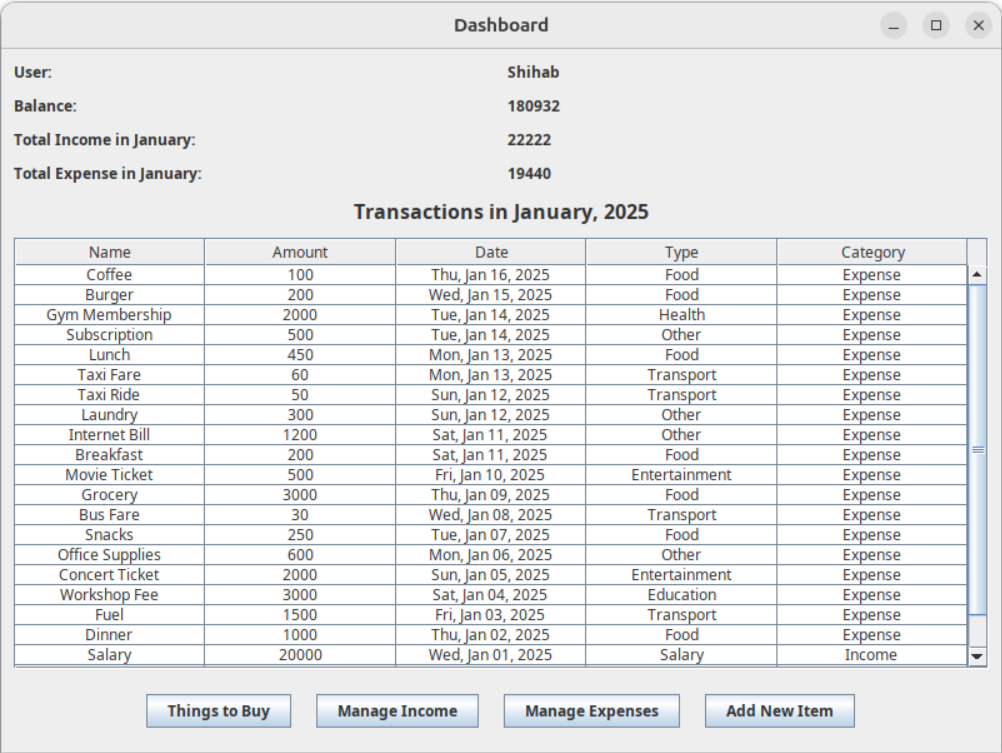 Dashboard
User: Shihab
Balance: 180932
Total Income in January: 22222
Total Expense in January: 19440
Transactions in January, 2025
Name Amount Date Type Category
Coffee 100 Thu, Jan 16, 2025 Food Expense
Burger 200 Wed, Jan 15, 2025 Food Expense
Gym Membership 2000 Tue, Jan 14, 2025 Health Expense
Subscription 500 Tue, Jan 14, 2025 Other Expense
Lunch 450 Mon, Jan 13, 2025 Food Expense
Taxi Fare 60 Mon, Jan 13, 2025 Transport Expense
Taxi Ride 50 Sun, Jan 12, 2025 Transport Expense
Laundry 300 Sun, Jan 12, 2025 Other Expense
Internet Bill 1200 Sat, Jan 11, 2025 Other Expense
Breakfast 200 Sat, Jan 11, 2025 Food Expense
Movie Ticket 500 Fri, Jan 10, 2025 Entertainment Expense
Grocery 3000 Thu, Jan 09, 2025 Food Expense
Bus Fare 30 Wed, Jan 08, 2025 Transport Expense
Snacks 250 Tue, Jan 07, 2025 Food Expense
Office Supplies 600 Mon, Jan 06, 2025 Other Expense
Concert Ticket 2000 Sun, Jan 05, 2025 Entertainment Expense
Workshop Fee 3000 Sat, Jan 04, 2025 Education Expense
Fuel 1500 Fri, Jan 03, 2025 Transport Expense
Dinner 1000 Thu, Jan 02, 2025 Food Expense
Salary 20000 Wed, Jan 01, 2025 Salary Income
Things to Buy Manage Income Manage Expenses Add New Item